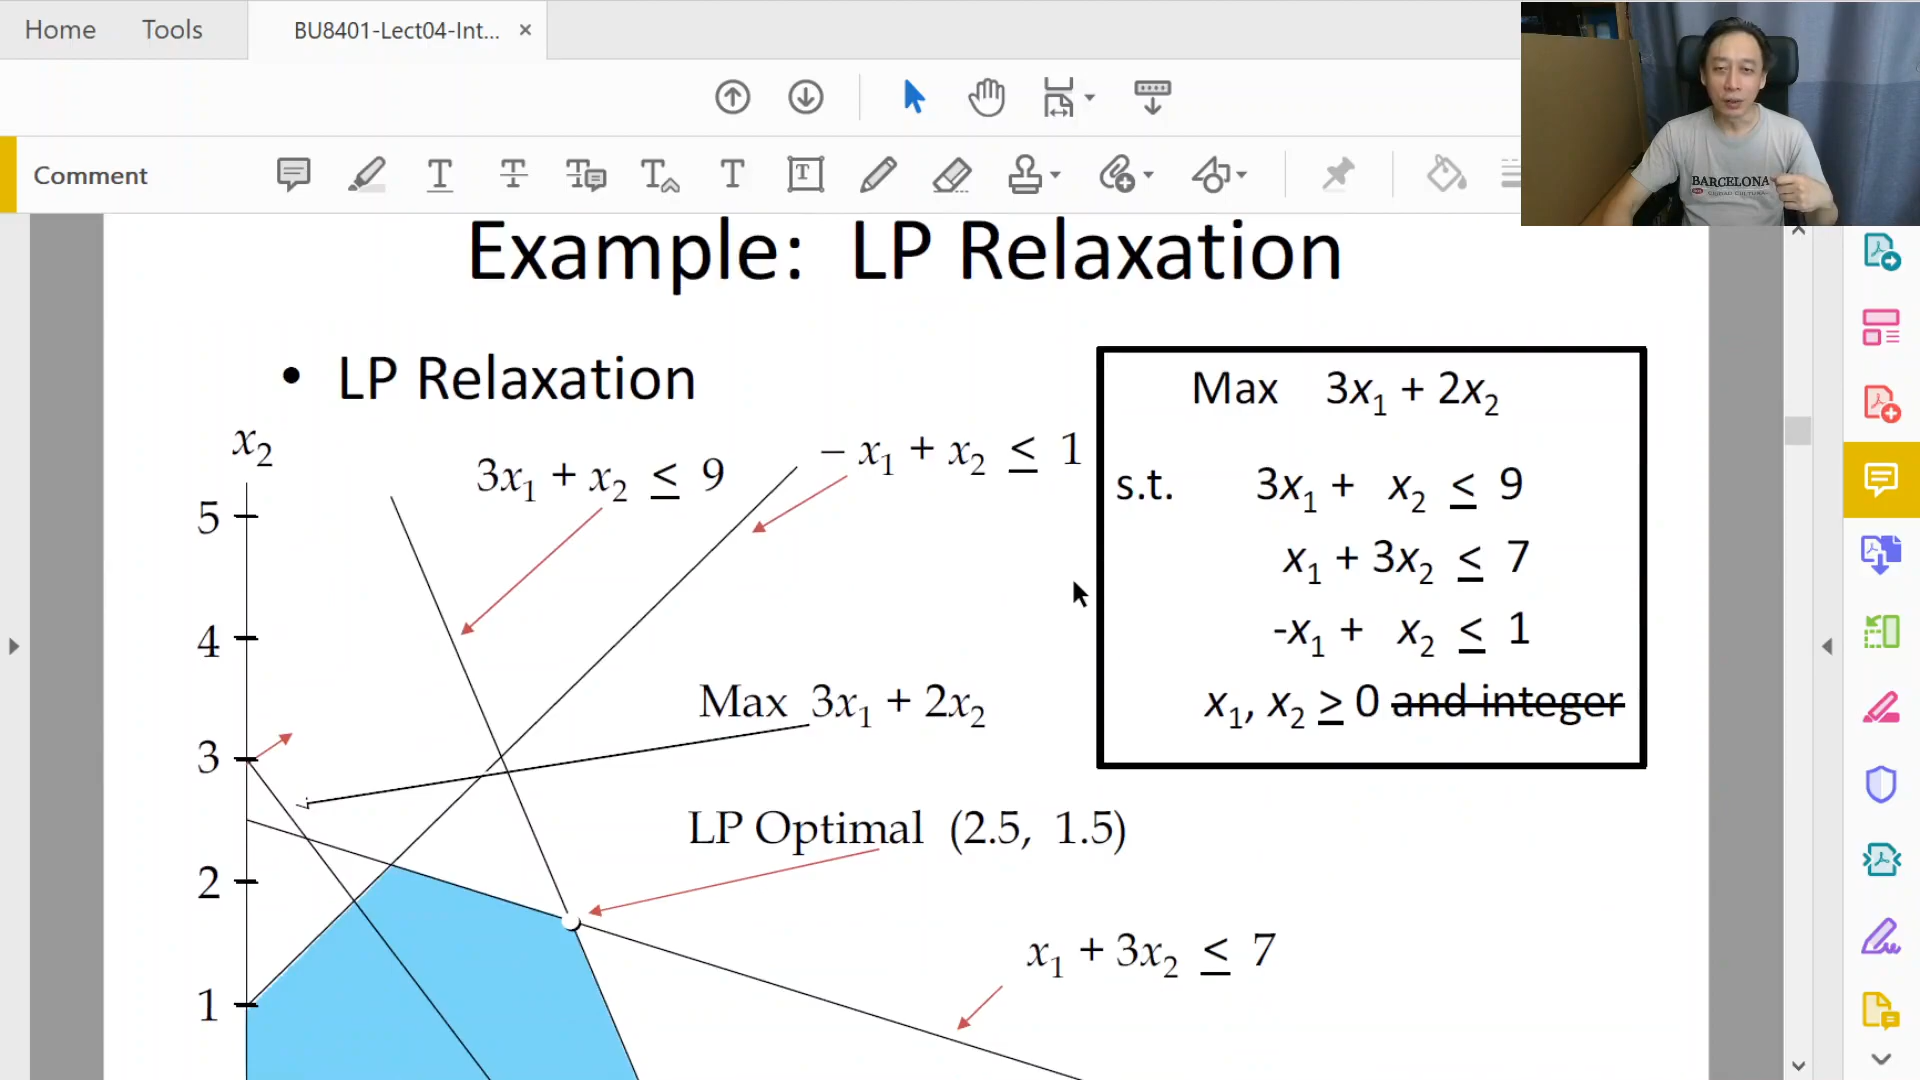 Home Tools BU8401-Lect04-Int... ×
BARCELONA
Comment
Example: LP Relaxation
• LP Relaxation
Max 3x₁ + 2x₂
s.t. 3x₁ + x₂ ≤ 9
x₁ + 3x₂ ≤ 7
-x₁ + x₂ ≤ 1
x₁, x₂ ≥ 0 and integer
x₂
3x₁ + x₂ ≤ 9
– x₁ + x₂ ≤ 1
5
4
Max 3x₁ + 2x₂
3
LP Optimal (2.5, 1.5)
2
x₁ + 3x₂ ≤ 7
1